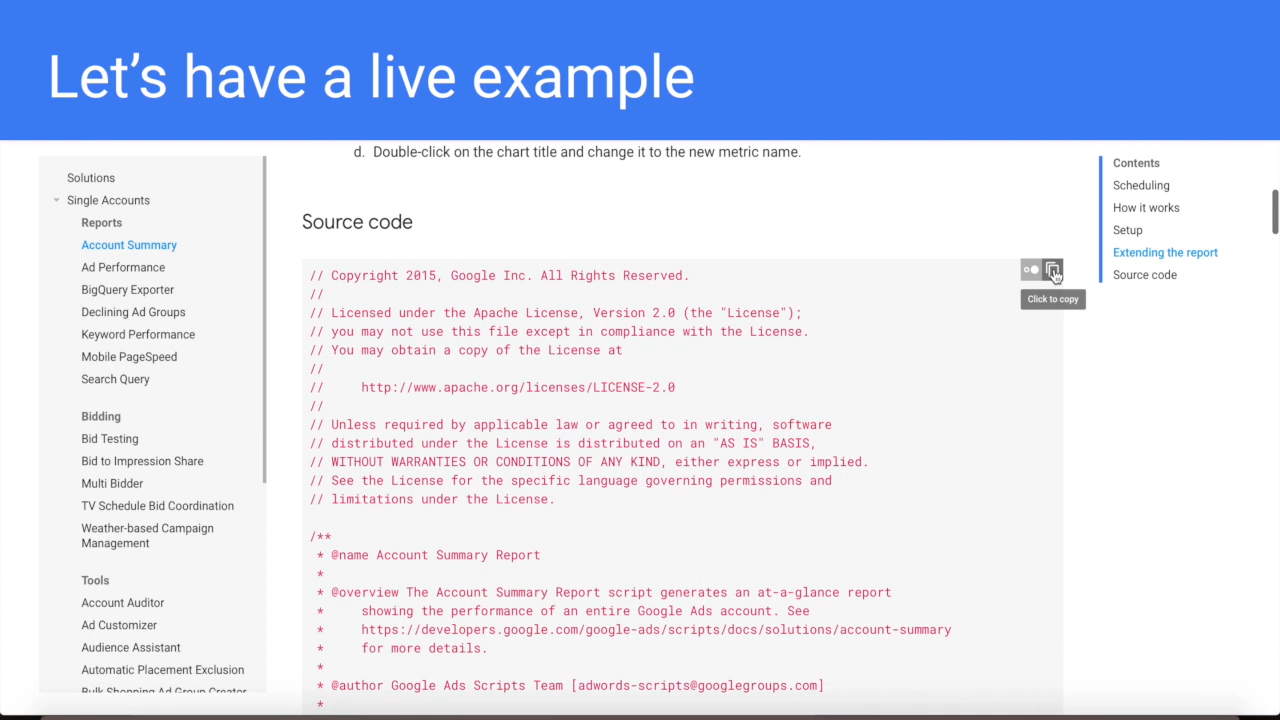 Let's have a live example
d. Double-click on the chart title and change it to the new metric name.
Solutions
Single Accounts
Reports
Account Summary
Ad Performance
BigQuery Exporter
Declining Ad Groups
Keyword Performance
Mobile PageSpeed
Search Query
Bidding
Bid Testing
Bid to Impression Share
Multi Bidder
TV Schedule Bid Coordination
Weather-based Campaign
Management
Tools
Account Auditor
Ad Customizer
Audience Assistant
Automatic Placement Exclusion
Bulk Shopping Ad Group Creator
Source code
Click to copy
// Copyright 2015, Google Inc. All Rights Reserved.
//
// Licensed under the Apache License, Version 2.0 (the "License");
// you may not use this file except in compliance with the License.
// You may obtain a copy of the License at
//
//     http://www.apache.org/licenses/LICENSE-2.0
//
// Unless required by applicable law or agreed to in writing, software
// distributed under the License is distributed on an "AS IS" BASIS,
// WITHOUT WARRANTIES OR CONDITIONS OF ANY KIND, either express or implied.
// See the License for the specific language governing permissions and
// limitations under the License.
/**
 * @name Account Summary Report
 *
 * @overview The Account Summary Report script generates an at-a-glance report
 *     showing the performance of an entire Google Ads account. See
 *     https://developers.google.com/google-ads/scripts/docs/solutions/account-summary
 *     for more details.
 *
 * @author Google Ads Scripts Team [adwords-scripts@googlegroups.com]
 *
Contents
Scheduling
How it works
Setup
Extending the report
Source code